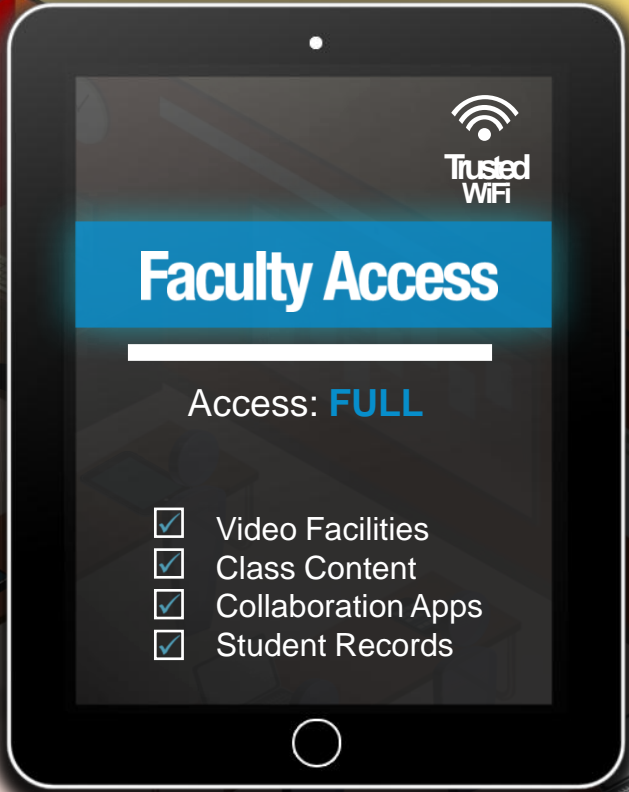 Trusted
WiFi
Faculty Access
Access: FULL
Video Facilities
Class Content
Collaboration Apps
Student Records